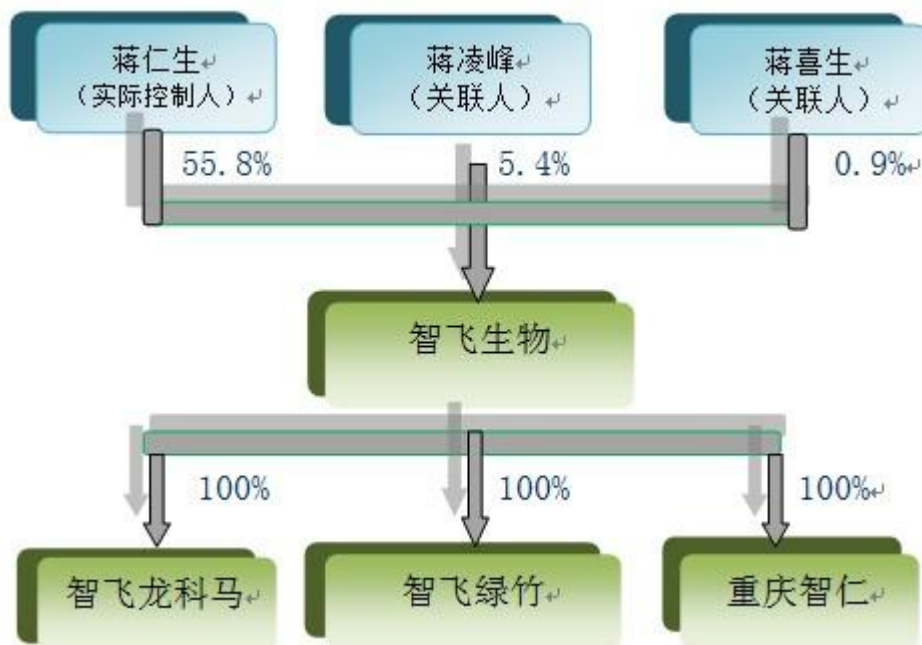 蒋仁生
（实际控制人）
蒋凌峰
（关联人）
蒋喜生
（关联人）
55.8%
5.4%
0.9%
智飞生物
100%
100%
100%
智飞龙科马
智飞绿竹
重庆智仁